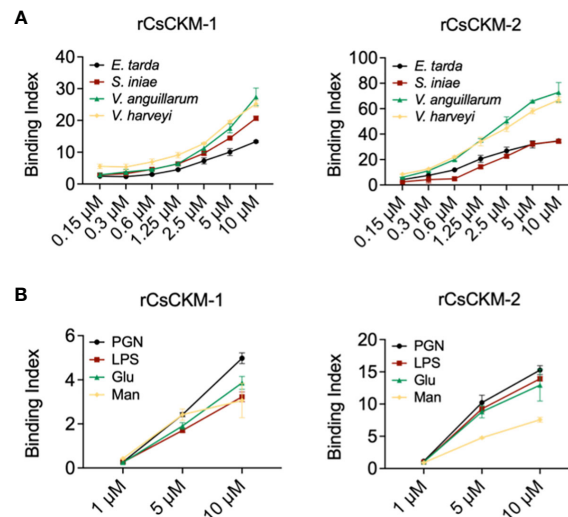 A
rCsCKM-1
Binding Index
40
30
20
10
0
E. tarda
S. iniae
V. anguillarum
V. harveyi
0.15 µM
0.3 µM
0.6 µM
1.25 µM
2.5 µM
5 µM
10 µM
rCsCKM-2
Binding Index
100
80
60
40
20
0
E. tarda
S. iniae
V. anguillarum
V. harveyi
0.15 µM
0.3 µM
0.6 µM
1.25 µM
2.5 µM
5 µM
10 µM
B
rCsCKM-1
Binding Index
6
4
2
0
PGN
LPS
Glu
Man
1 µM
5 µM
10 µM
rCsCKM-2
Binding Index
20
15
10
5
0
PGN
LPS
Glu
Man
1 µM
5 µM
10 µM